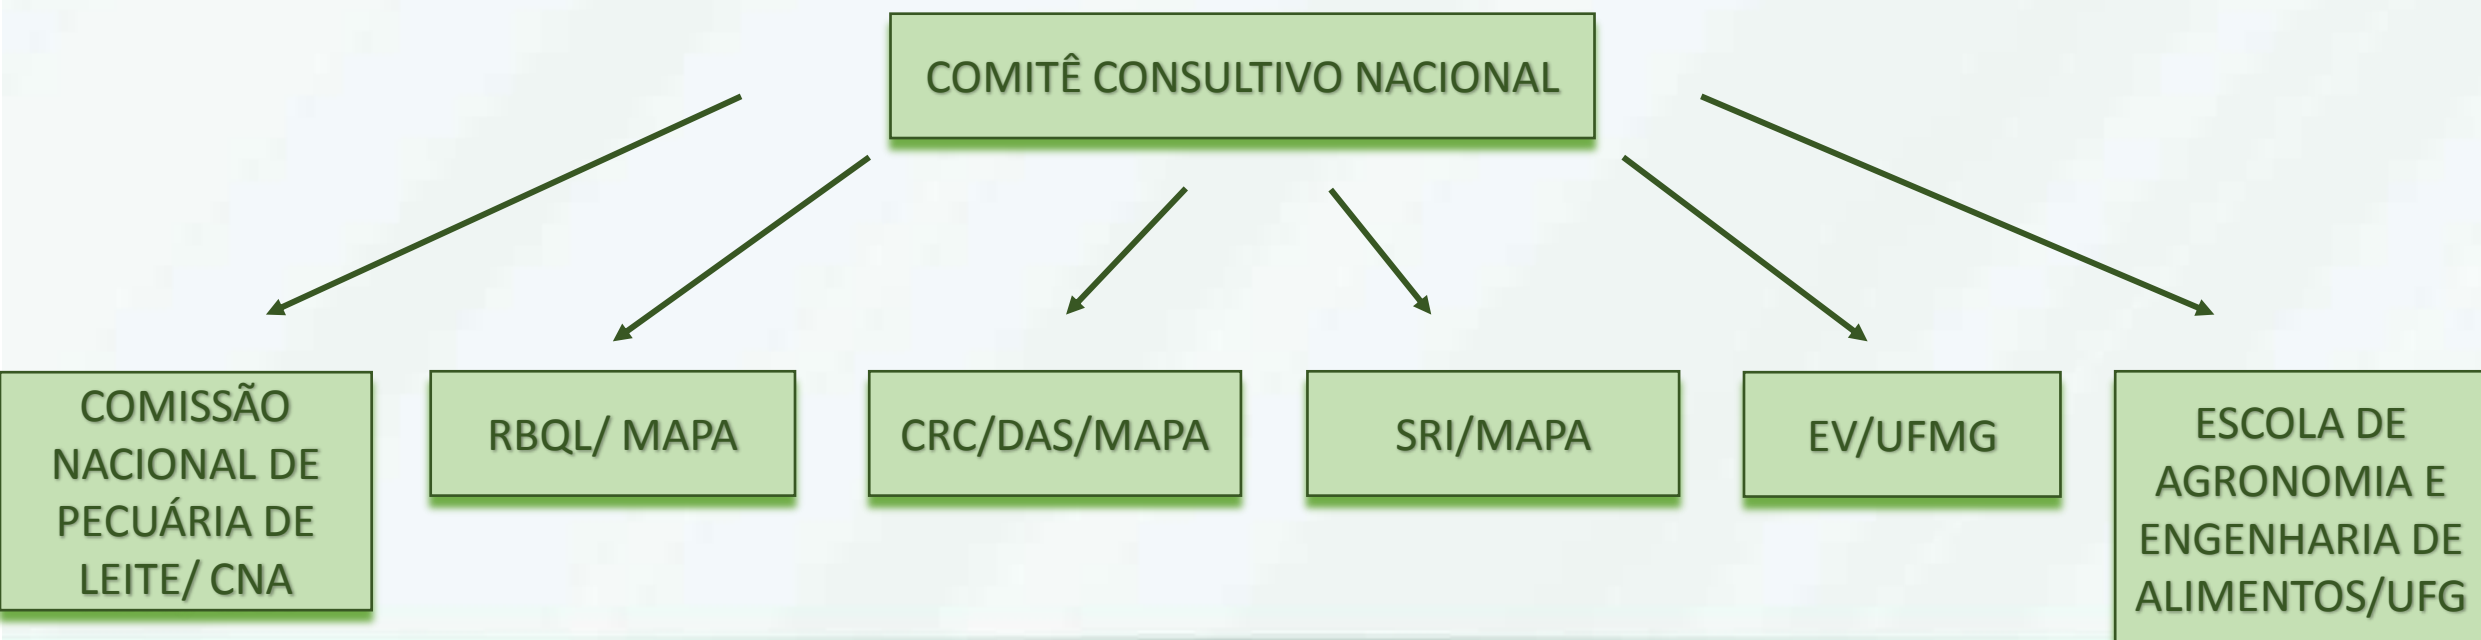 COMITÊ CONSULTIVO NACIONAL
COMISSÃO
NACIONAL DE
PECUÁRIA DE
LEITE/ CNA
RBQL/ MAPA
CRC/DAS/MAPA
SRI/MAPA
EV/UFMG
ESCOLA DE
AGRONOMIA E
ENGENHARIA DE
ALIMENTOS/UFG